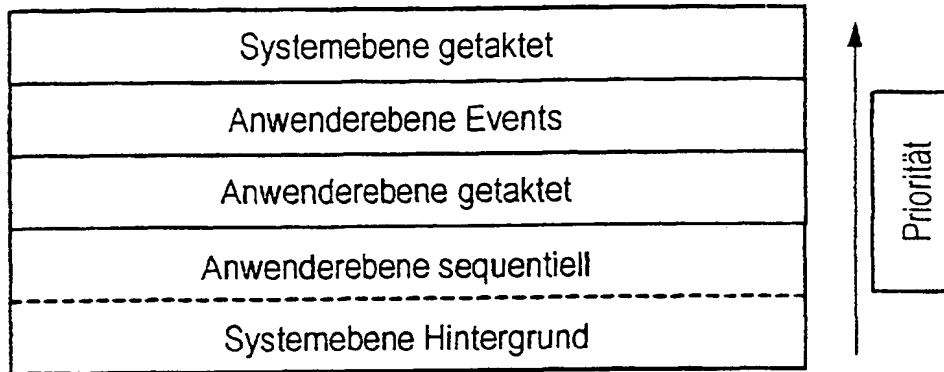 Systemebene getaktet
Anwenderebene Events
Anwenderebene getaktet
Anwenderebene sequentiell
Systemebene Hintergrund
Priorität